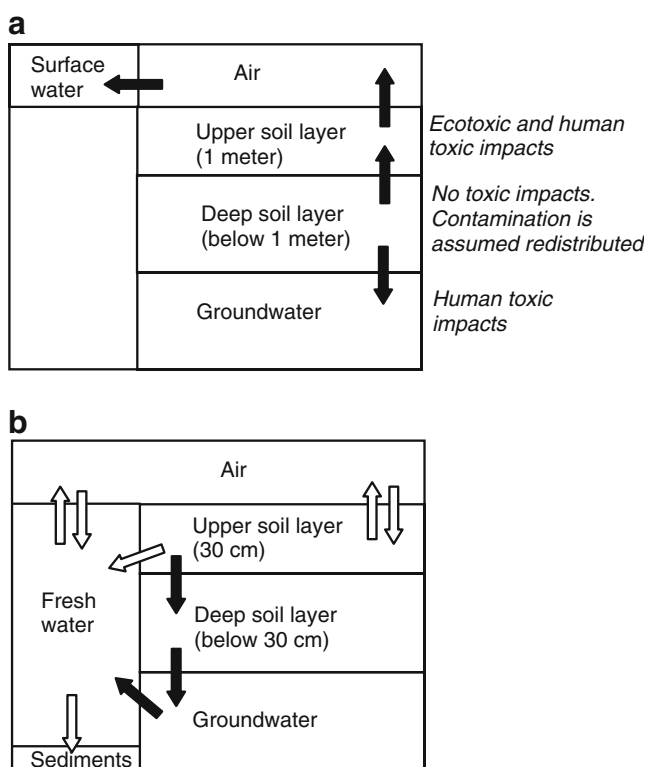 a
Surface
water
Air
Upper soil layer
(1 meter)
Ecotoxic and human
toxic impacts
Deep soil layer
(below 1 meter)
No toxic impacts.
Contamination is
assumed redistributed
Groundwater
Human toxic
impacts
b
Air
Upper soil layer
(30 cm)
Fresh
water
Deep soil layer
(below 30 cm)
Groundwater
Sediments